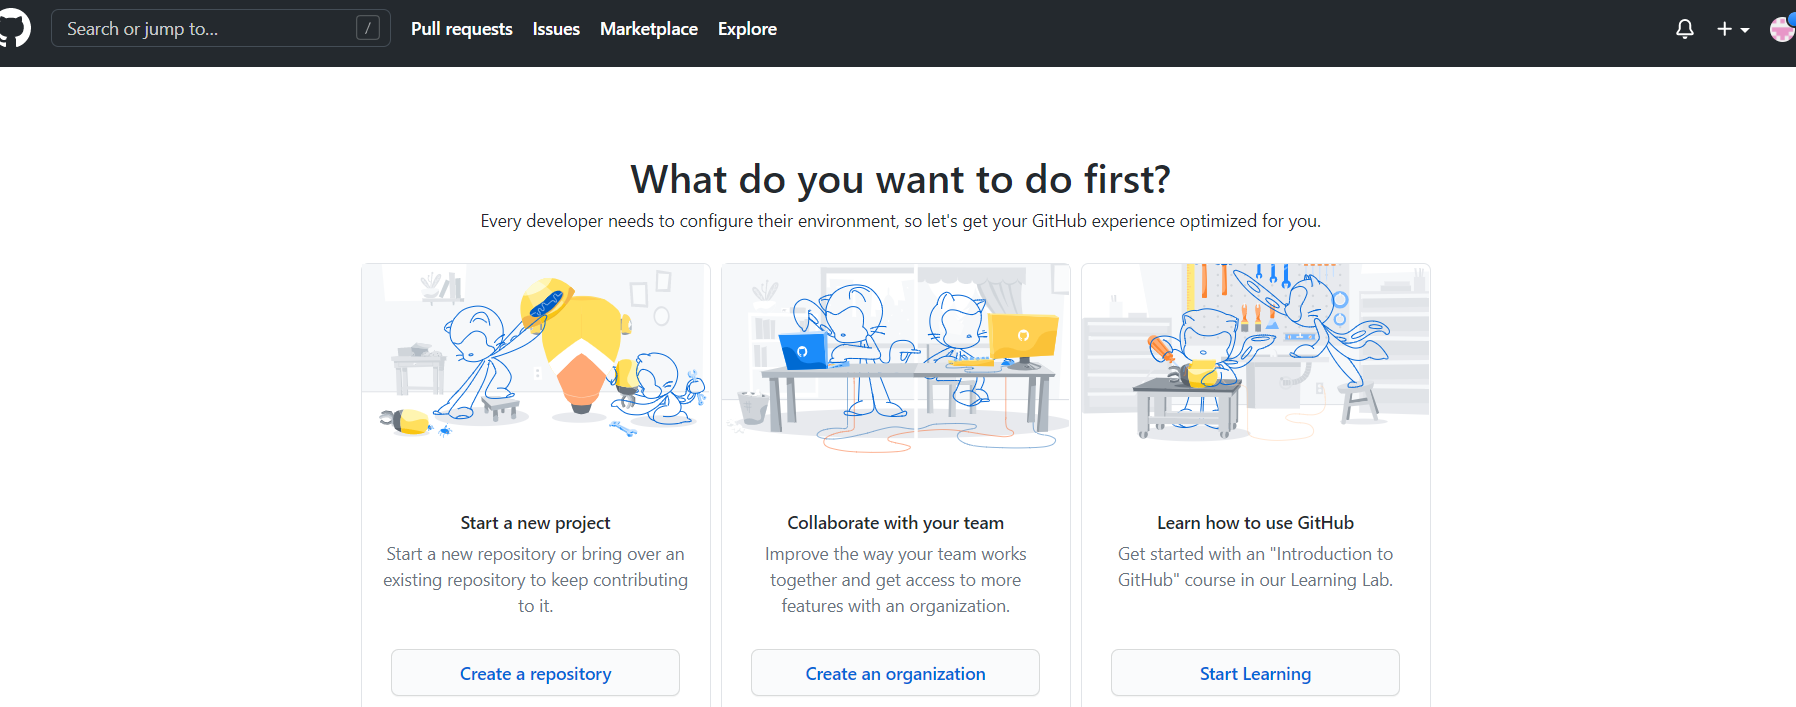 Search or jump to... /
Pull requests Issues Marketplace Explore
What do you want to do first?
Every developer needs to configure their environment, so let's get your GitHub experience optimized for you.
Start a new project
Start a new repository or bring over an
existing repository to keep contributing
to it.
Create a repository
Collaborate with your team
Improve the way your team works
together and get access to more
features with an organization.
Create an organization
Learn how to use GitHub
Get started with an "Introduction to
GitHub" course in our Learning Lab.
Start Learning